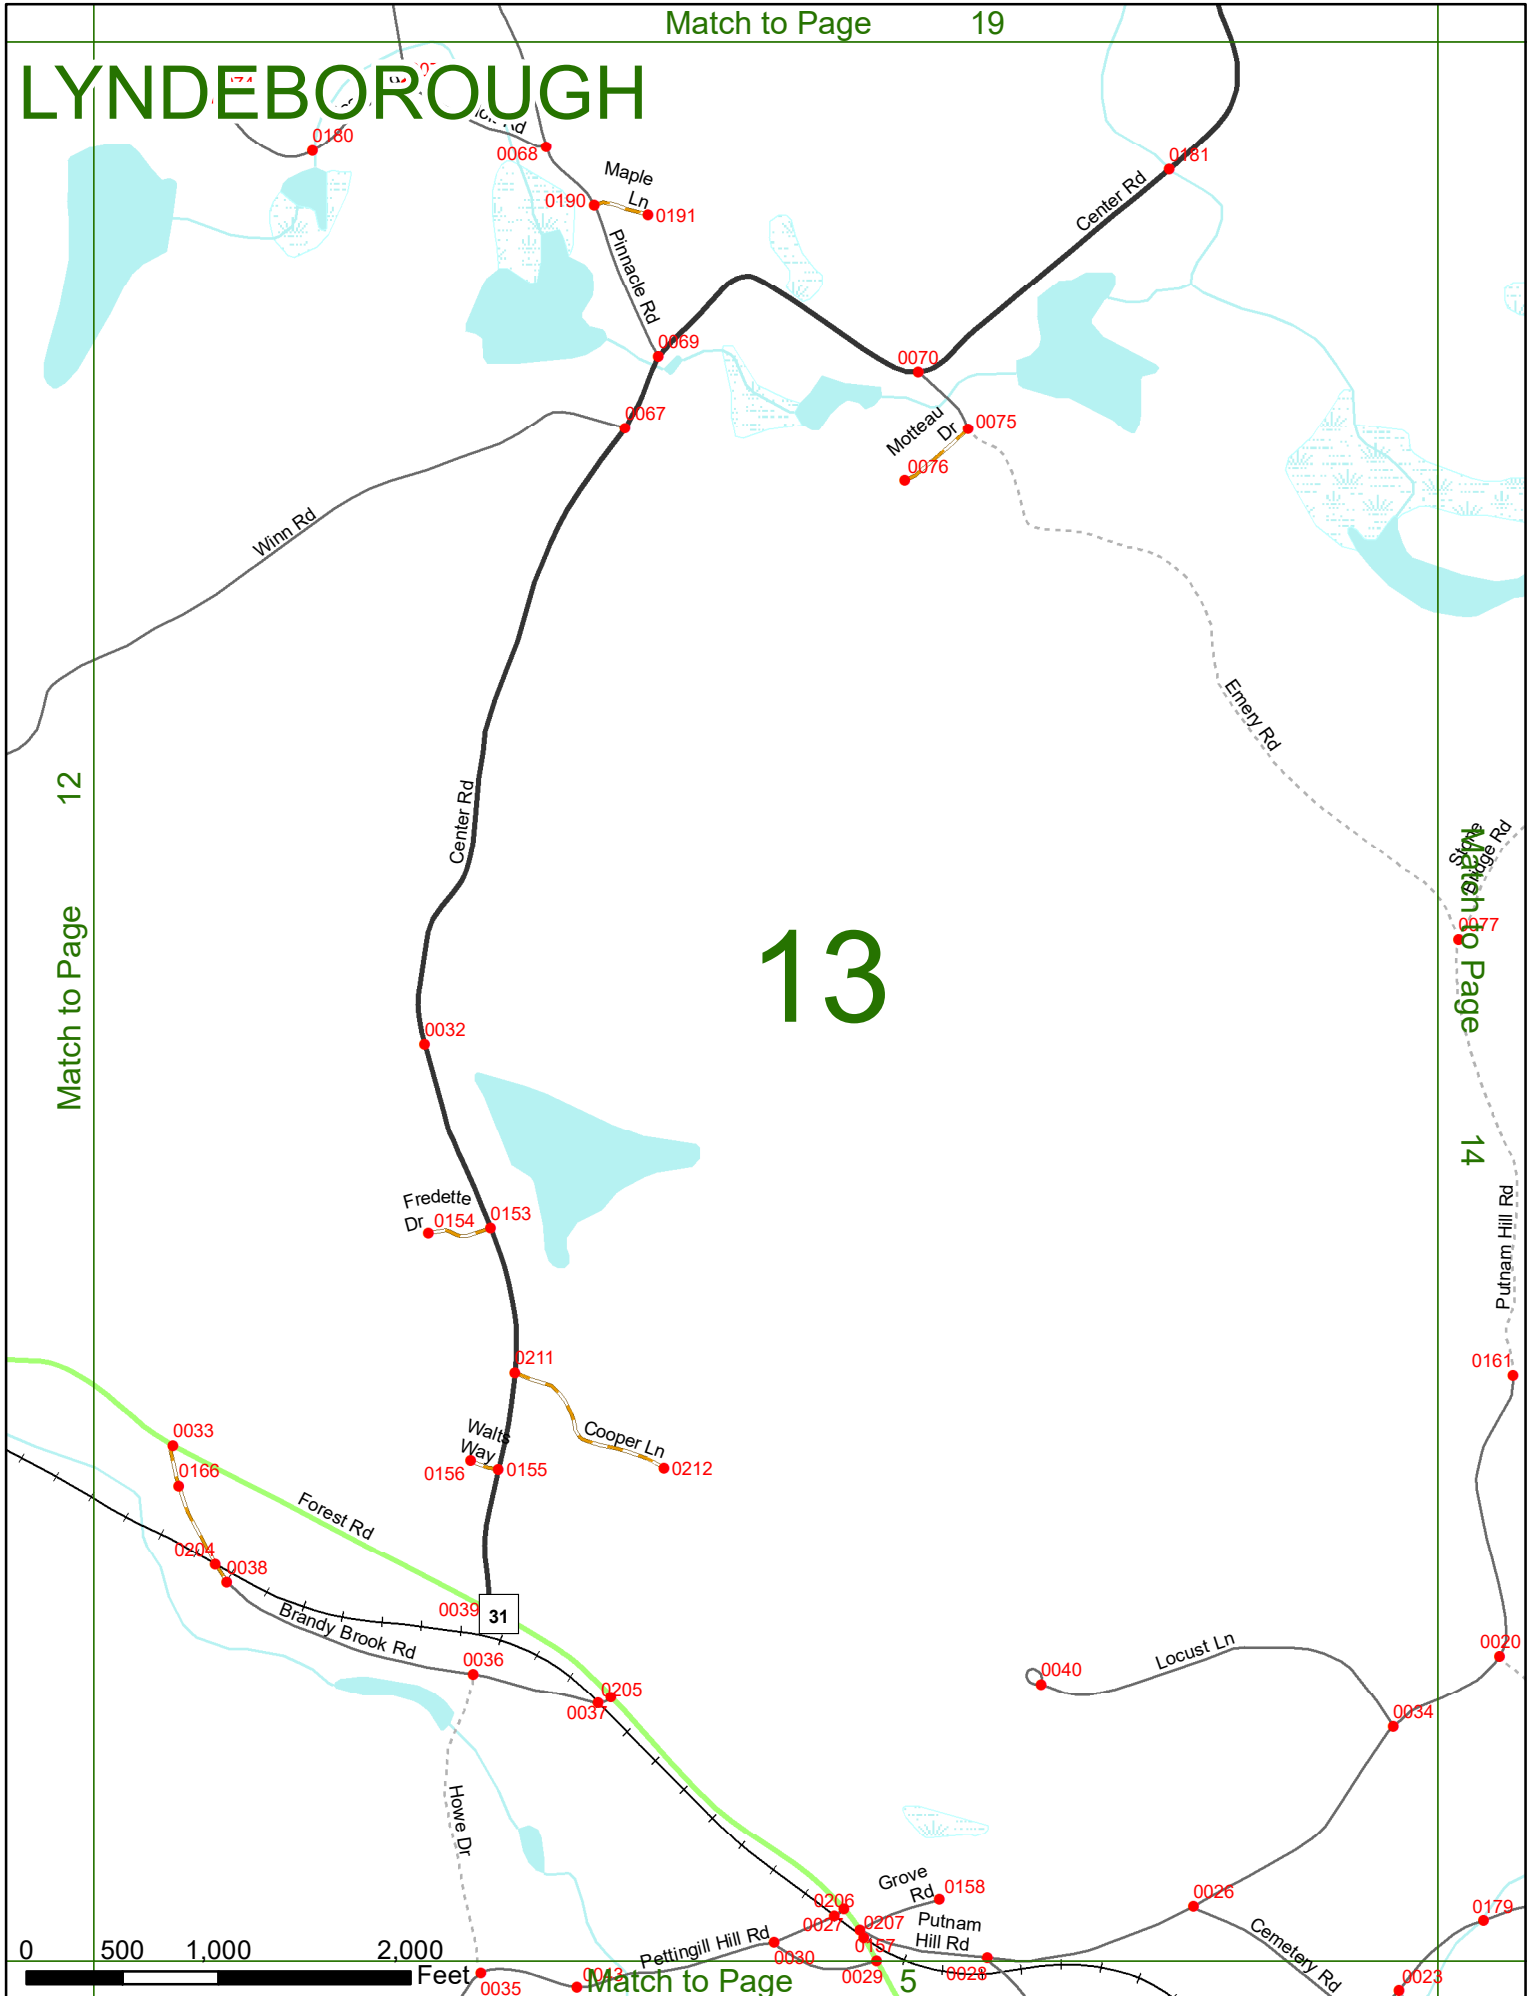 Match to Page 19
LYNDEBOROUGH
0180
0068
Maple
Ln
0190
0191
Pinnacle Rd
0181
Center Rd
0069
0070
0067
Motteau
Dr
0075
0076
Winn Rd
Emery Rd
12
Match to Page
Center Rd
Stone
Bridge Rd
Match to Page
14
0077
13
0032
Fredette
Dr
0154
0153
Putnam Hill Rd
0161
0211
Walts
Way
Cooper Ln
0033
0166
0156
0155
0212
Forest Rd
0204
0038
0039
31
Brandy Brook Rd
0036
0205
0037
Locust Ln
0040
0020
0034
Howe Dr
Grove
Rd
0158
0206
0027
0207
Putnam
Hill Rd
0026
0179
Cemetery Rd
Pettingill Hill Rd
0030
0157
0029
0028
0 500 1,000 2,000
Feet
0035
0043
Match to Page 5
0023